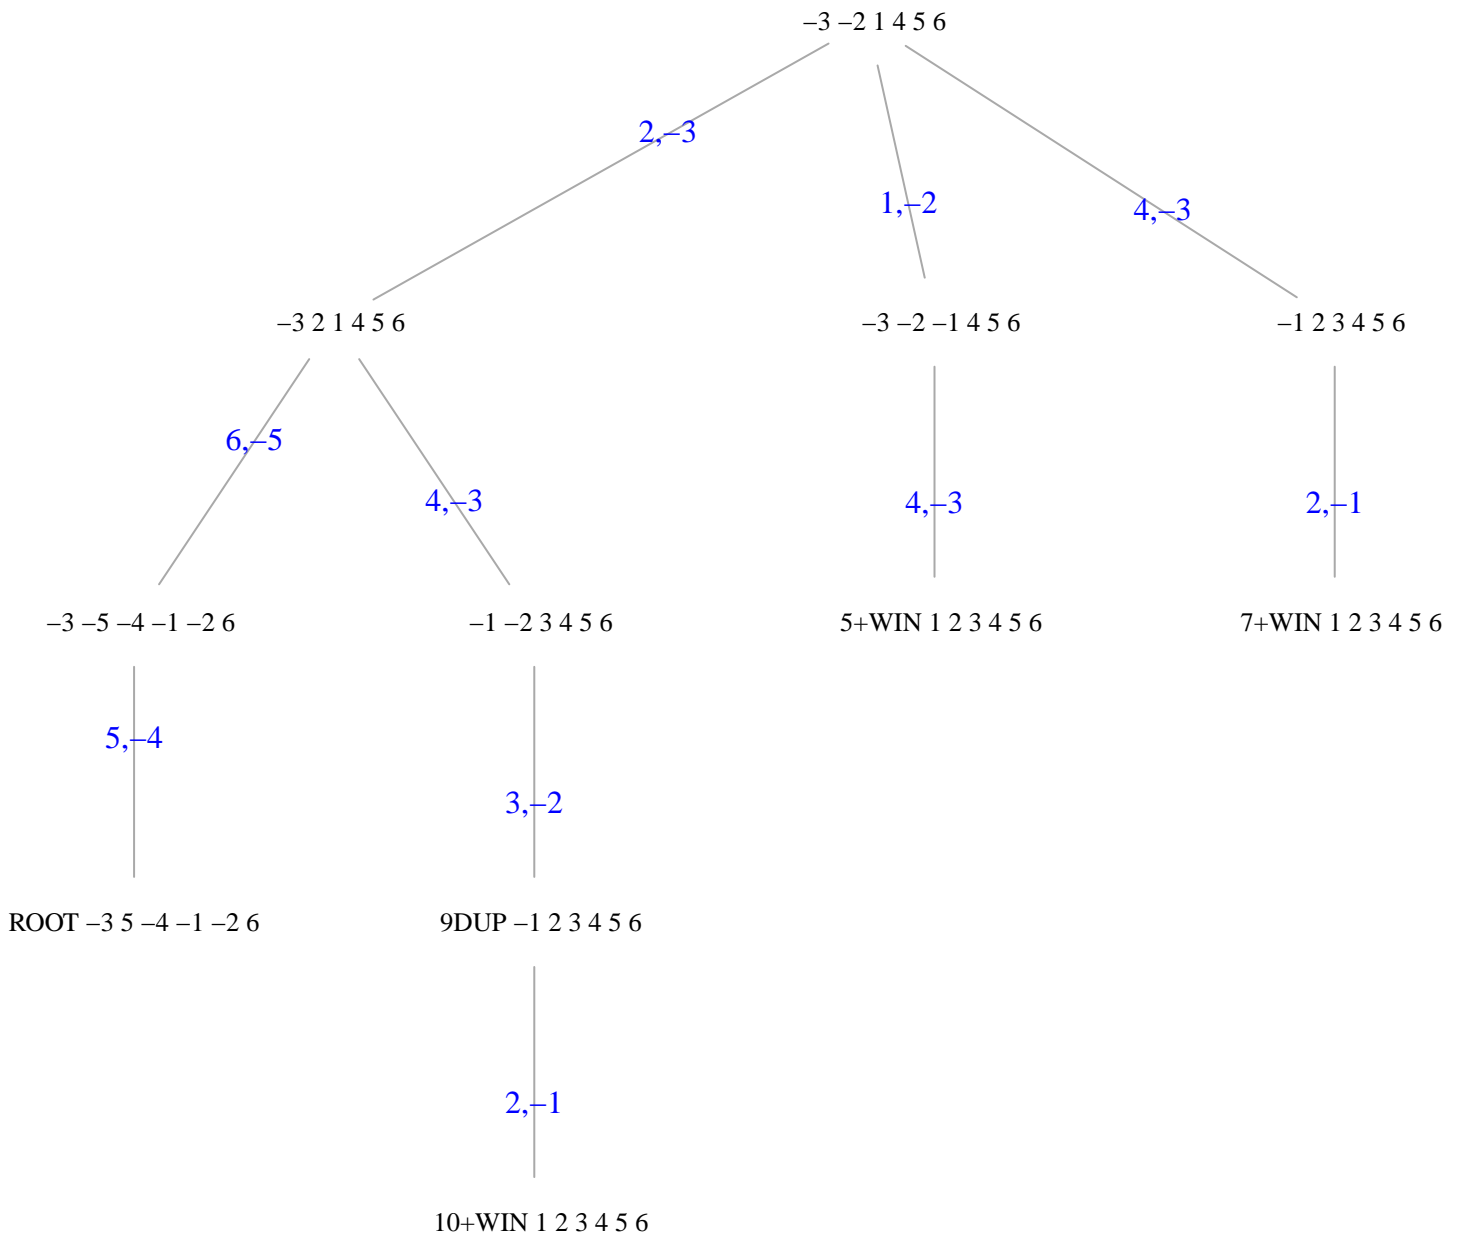 –3 –2 1 4 5 6
2,–3
1,–2
4,–3
–3 2 1 4 5 6
–3 –2 –1 4 5 6
–1 2 3 4 5 6
6,–5
4,–3
4,–3
2,–1
–3 –5 –4 –1 –2 6
–1 –2 3 4 5 6
5+WIN 1 2 3 4 5 6
7+WIN 1 2 3 4 5 6
5,–4
3,–2
ROOT –3 5 –4 –1 –2 6
9DUP –1 2 3 4 5 6
2,–1
10+WIN 1 2 3 4 5 6